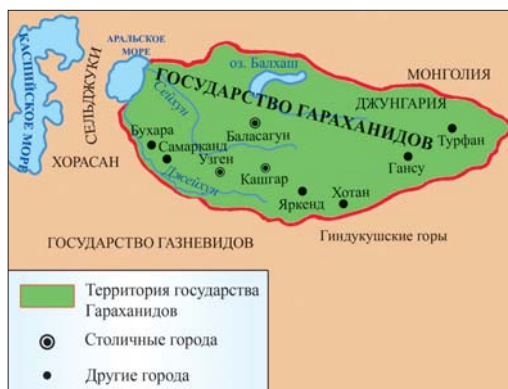 КАСПИЙСКОЕ МОРЕ
СЕЛЬДЖУКИ
АРАЛЬСКОЕ
МОРЕ
оз. Балхаш
МОНГОЛИЯ
ГОСУДАРСТВО ГАРАХАНИДОВ
ДЖУНГАРИЯ
Сейхун
Бухара
Самарканд
Баласагун
Турфан
ХОРАСАН
Узген
Кашгар
Гансу
Джейхун
Яркенд
Хотан
ГОСУДАРСТВО ГАЗНЕВИДОВ
Гиндукушские горы
Территория государства
Гараханидов
Столичные города
Другие города